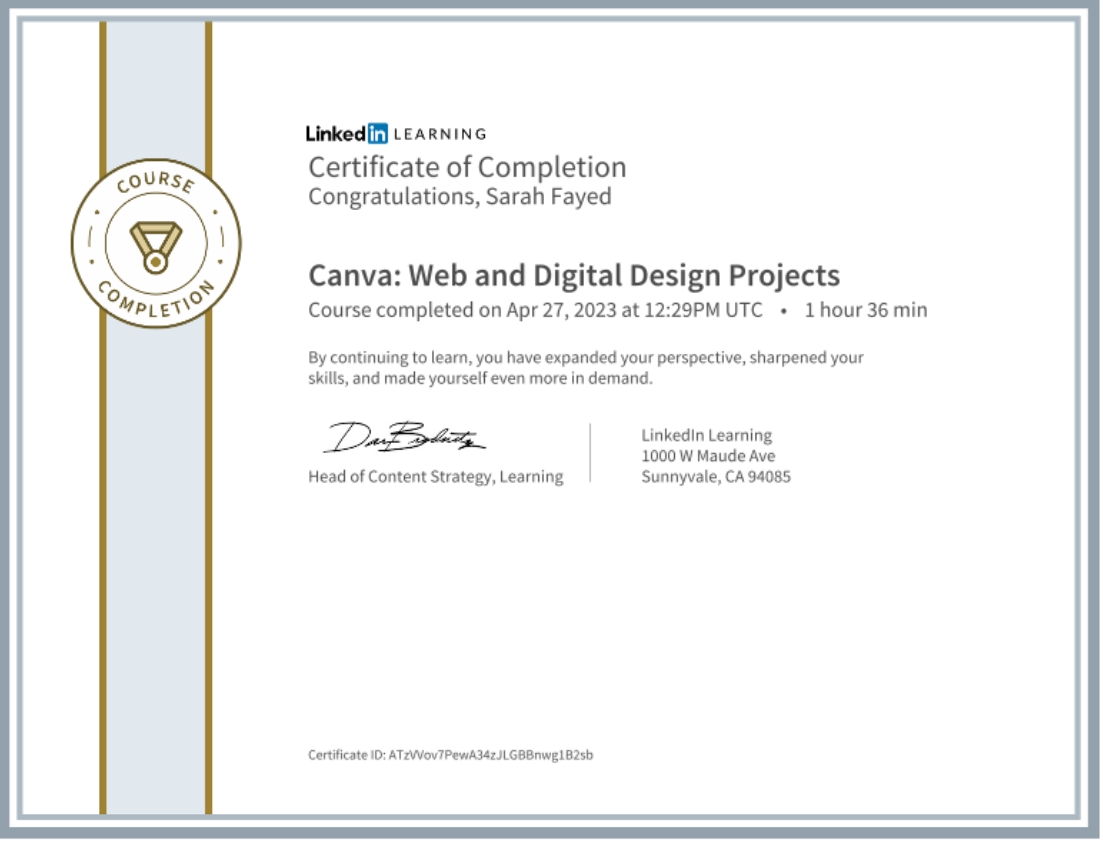 COURSE
COMPLETION
Linkedin LEARNING
Certificate of Completion
Congratulations, Sarah Fayed
Canva: Web and Digital Design Projects
Course completed on Apr 27, 2023 at 12:29PM UTC • 1 hour 36 min
By continuing to learn, you have expanded your perspective, sharpened your
skills, and made yourself even more in demand.
Head of Content Strategy, Learning
LinkedIn Learning
1000 W Maude Ave
Sunnyvale, CA 94085
Certificate ID: ATzVVov7PewA34zJLGBBnwg1B2sb